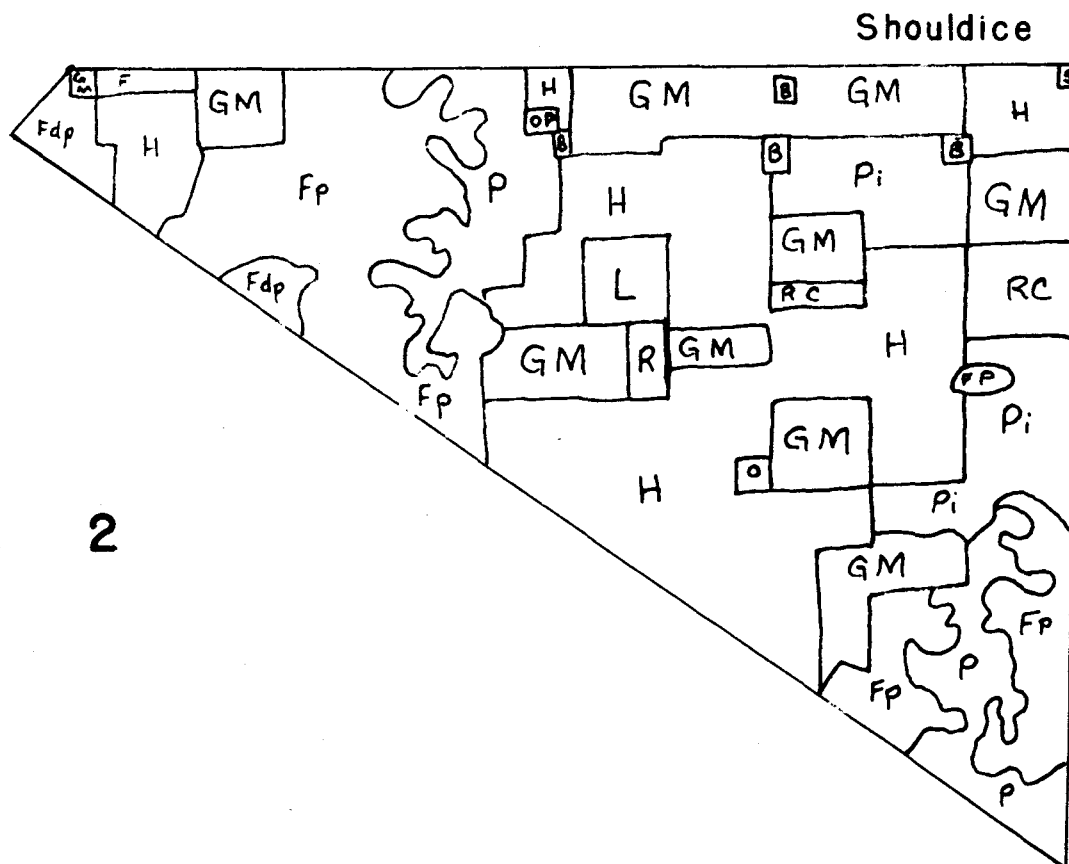 Shouldice
GM F GM H GM B GM S
Fdp H OP B B B H
Fp P H Pi GM
GM
Fdp L RC RC
GM R GM H
Fp FP Pi
GM
O
H Pi
2
GM
Fp
P
Fp
P